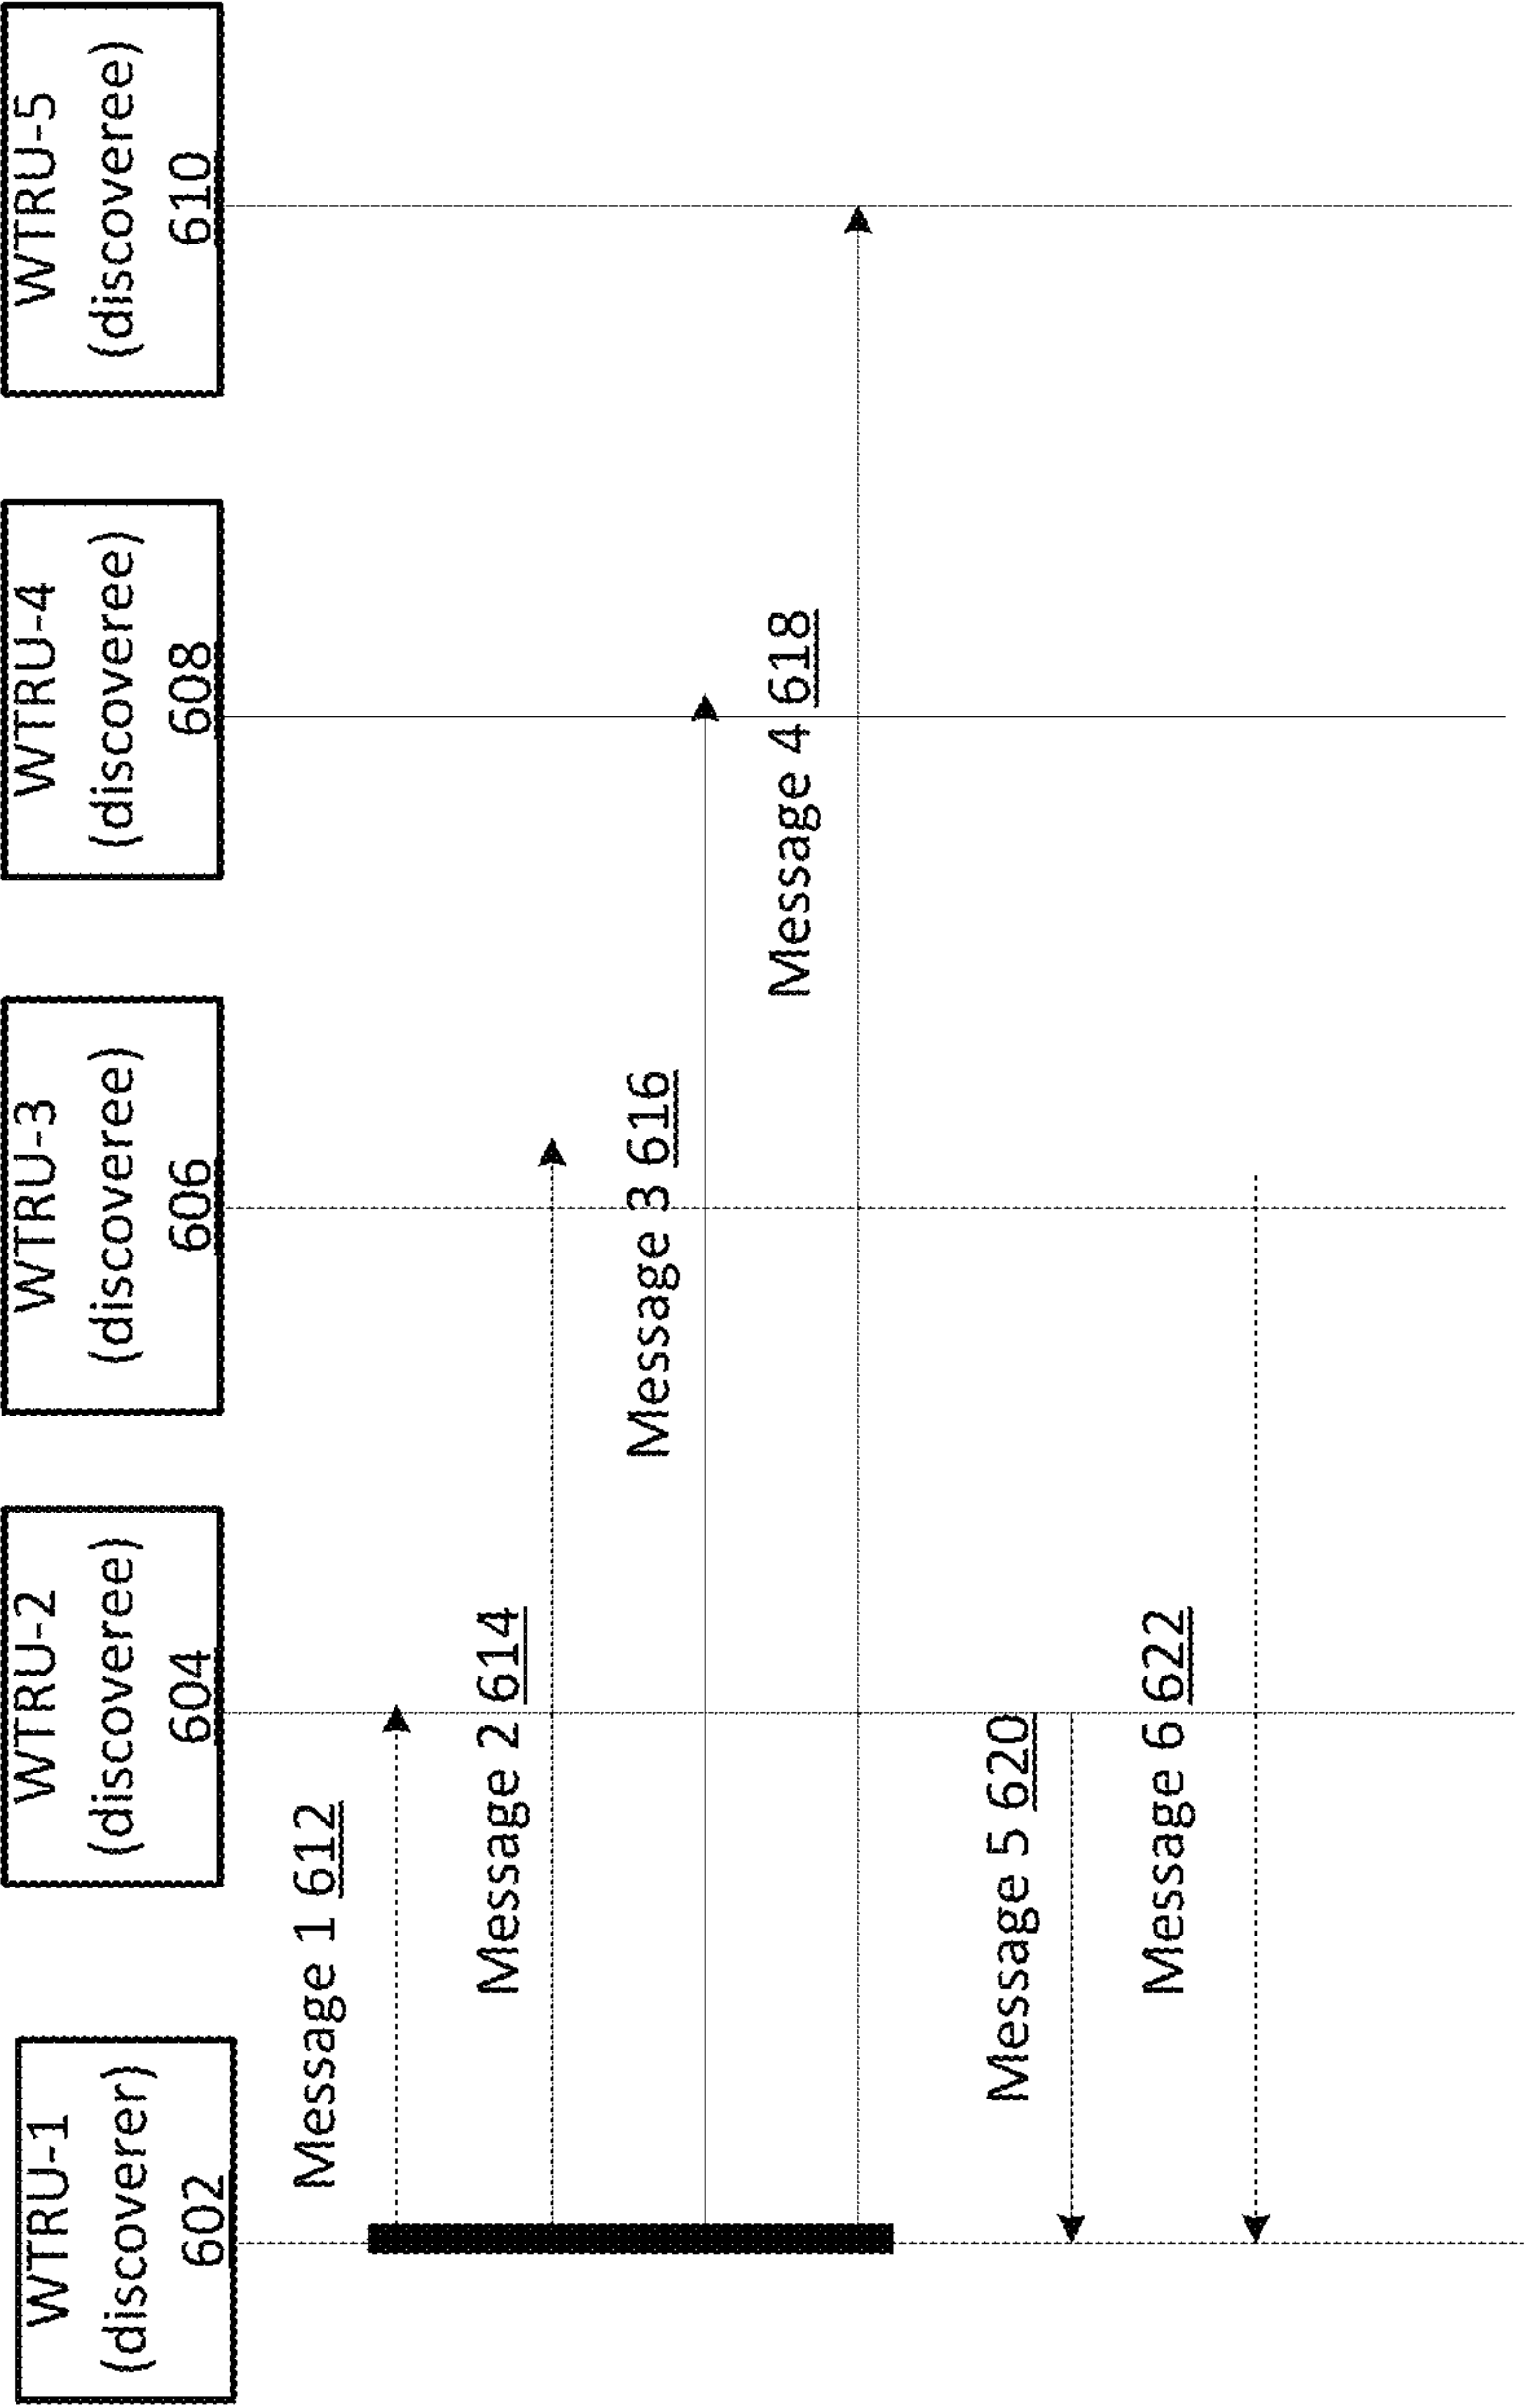 WTRU-1
(discoverer)
602
WTRU-2
(discoveree)
604
WTRU-3
(discoveree)
606
WTRU-4
(discoveree)
608
WTRU-5
(discoveree)
610
Message 1 612
Message 2 614
Message 3 616
Message 4 618
Message 5 620
Message 6 622